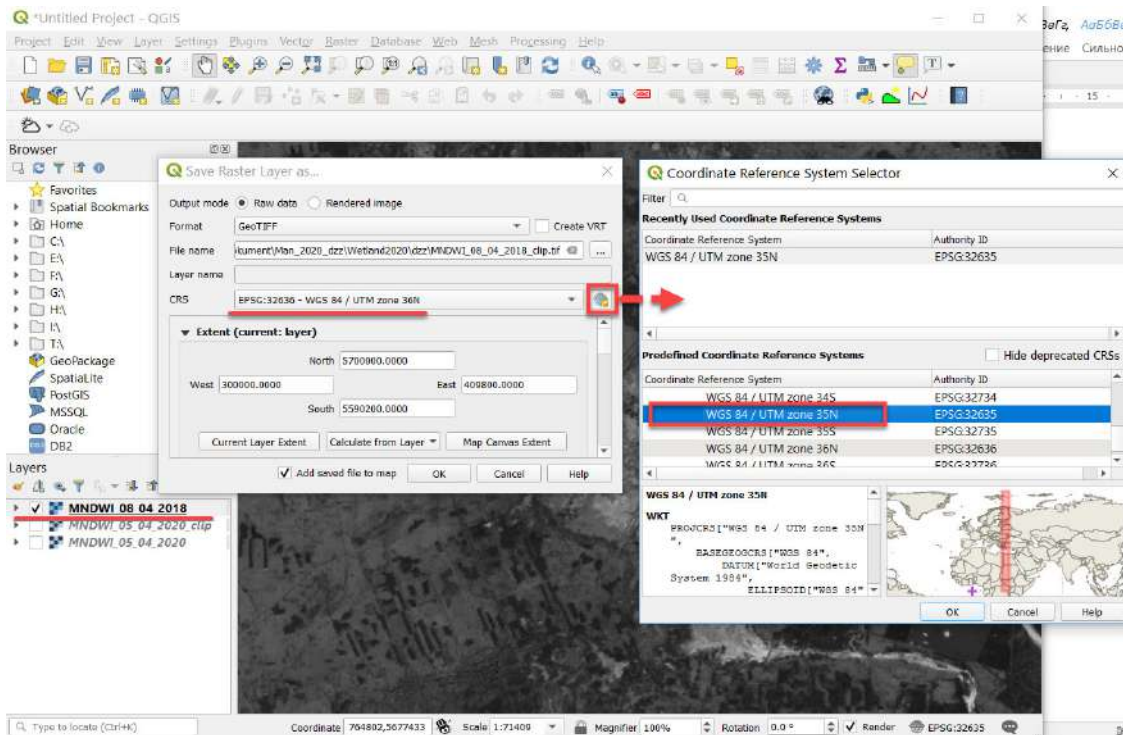 *Untitled Project - QGIS
Project Edit View Layer Settings Plugins Vector Raster Database Web Mesh Processing Help
Browser
Favorites
Spatial Bookmarks
Home
C:\
E:\
F:\
G:\
H:\
I:\
T:\
GeoPackage
SpatiaLite
PostGIS
MSSQL
Oracle
DB2
Layers
MNDWI_08_04_2018
MNDWI_05_04_2020_clip
MNDWI_05_04_2020
Save Raster Layer as...
Output mode Raw data Rendered image
Format GeoTIFF Create VRT
File name kument\Man_2020_dzz\Wetland2020\dzz\MNDWI_08_04_2018_clip.tif ...
Layer name
CRS EPSG:32636 - WGS 84 / UTM zone 36N
Extent (current: layer)
North 5700900.0000
West 300000.0000 East 409800.0000
South 5590200.0000
Current Layer Extent Calculate from Layer Map Canvas Extent
Add saved file to map OK Cancel Help
Coordinate Reference System Selector
Filter
Recently Used Coordinate Reference Systems
Coordinate Reference System Authority ID
WGS 84 / UTM zone 35N EPSG:32635
Predefined Coordinate Reference Systems Hide deprecated CRSs
Coordinate Reference System Authority ID
WGS 84 / UTM zone 34S EPSG:32734
WGS 84 / UTM zone 35N EPSG:32635
WGS 84 / UTM zone 35S EPSG:32735
WGS 84 / UTM zone 36N EPSG:32636
WGS 84 / UTM zone 36S EPSG:32736
WGS 84 / UTM zone 35N
WKT
PROJCRS["WGS 84 / UTM zone 35N
",
BASEGEOGCRS["WGS 84",
DATUM["World Geodetic
System 1984",
ELLIPSOID["WGS 84"
OK Cancel Help
Type to locate (Ctrl+K) Coordinate 764802,5677433 Scale 1:71409 Magnifier 100% Rotation 0.0 ° Render EPSG:32635
15